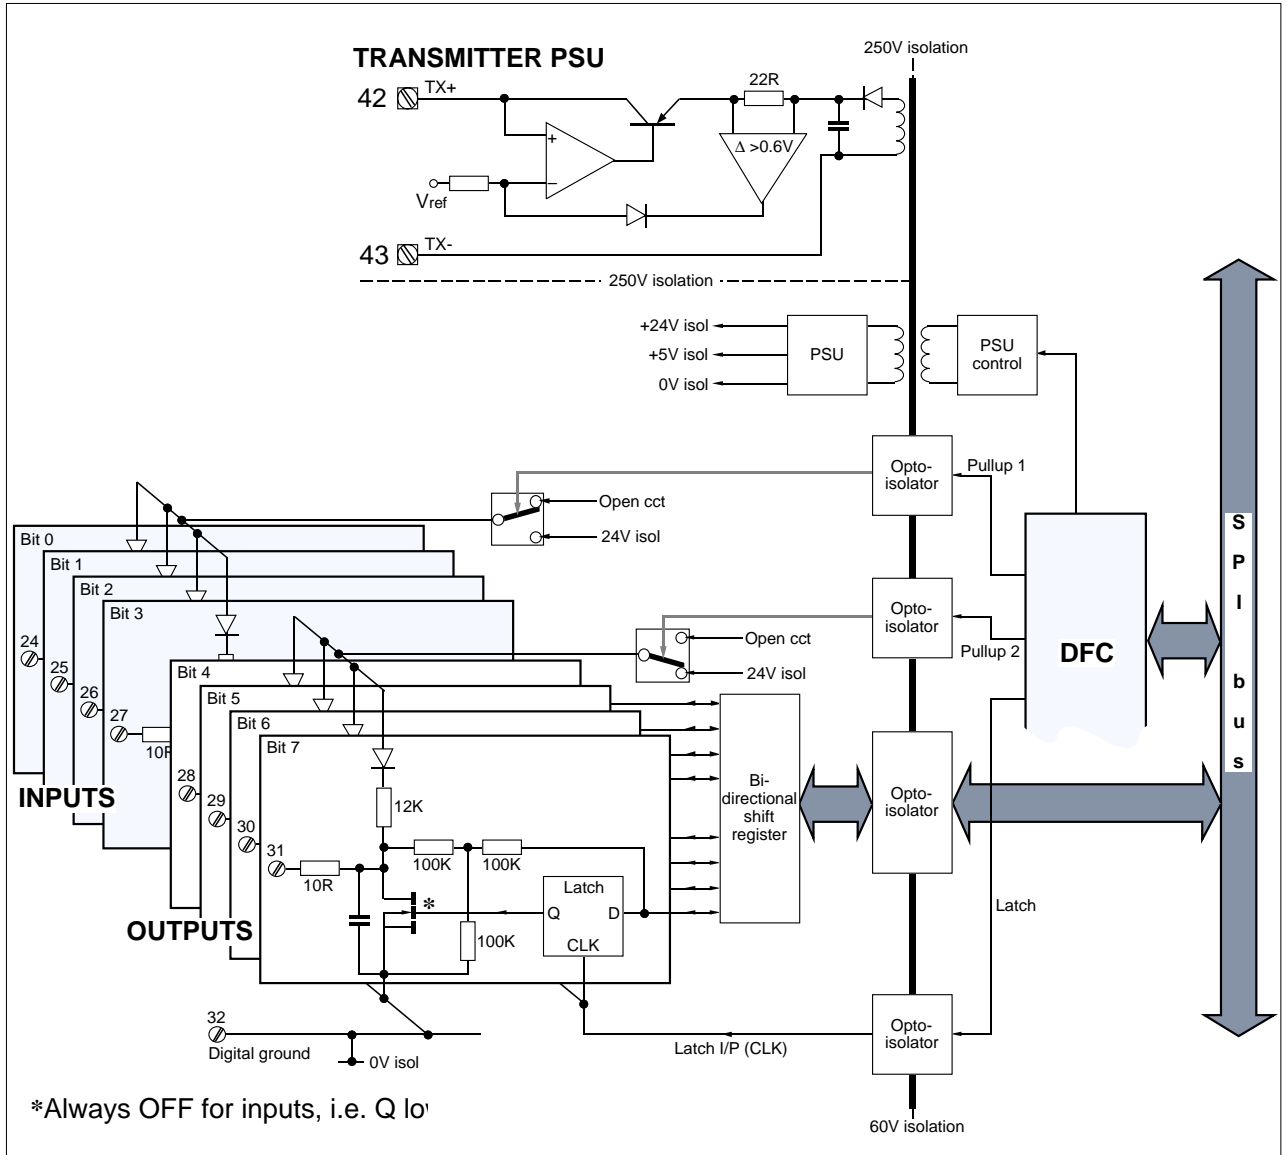 250V isolation
TRANSMITTER PSU
42
TX+
22R
+
Δ >0.6V
–
Vref
43
TX-
250V isolation
+24V isol
+5V isol
0V isol
PSU
PSU
control
Opto-
isolator
Pullup 1
Open cct
24V isol
Bit 0
Bit 1
Bit 2
Bit 3
24
25
26
27
INPUTS
Opto-
isolator
Pullup 2
DFC
SPI bus
Open cct
24V isol
Bit 4
Bit 5
Bit 6
Bit 7
28
29
30
31
10R
12K
100K
100K
Latch
Q
D
CLK
*
100K
OUTPUTS
Bi-
directional
shift
register
Opto-
isolator
Latch
32
Digital ground
0V isol
Latch I/P (CLK)
Opto-
isolator
60V isolation
*Always OFF for inputs, i.e. Q